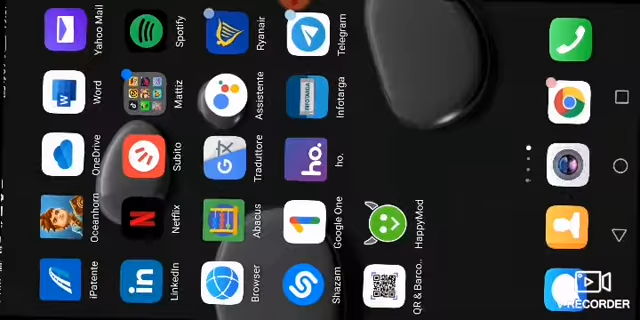 iPatente Oceanhorn OneDrive Word Yahoo Mail
LinkedIn Netflix Subito Mattiz Spotify
Browser Abacus Traduttore Assistente Ryanair
Shazam Google One ho. Infotarga Telegram
QR & Barco.. HappyMod
V RECORDER